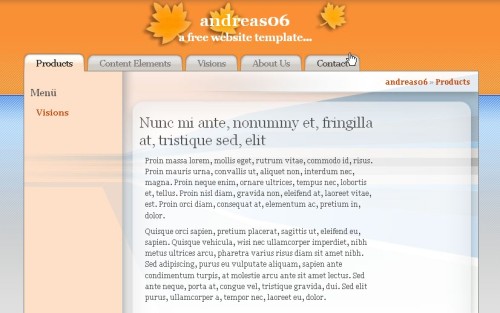 andreas06
a free website template...
Products
Content Elements
Visions
About Us
Contact
andreas06 » Products
Menü
Visions
Nunc mi ante, nonummy et, fringilla
at, tristique sed, elit
Proin massa lorem, mollis eget, rutrum vitae, commodo id, risus.
Proin mauris urna, convallis ut, aliquet non, interdum nec,
magna. Proin neque enim, ornare ultrices, tempus nec, lobortis
et, tellus. Proin nisl diam, gravida non, eleifend at, laoreet vitae,
est. Proin orci diam, consequat at, elementum ac, pretium in,
dolor.
Quisque orci sapien, pretium placerat, sagittis ut, eleifend eu,
sapien. Quisque vehicula, wisi nec ullamcorper imperdiet, nibh
metus ultrices arcu, pharetra varius risus diam sit amet nibh.
Sed adipiscing, purus eu vulputate aliquam, sapien ante
condimentum turpis, at molestie arcu ante sit amet lectus. Sed
ante neque, porta at, congue vel, tristique gravida, dui. Sed elit
purus, ullamcorper a, tempor nec, laoreet eu, dolor.